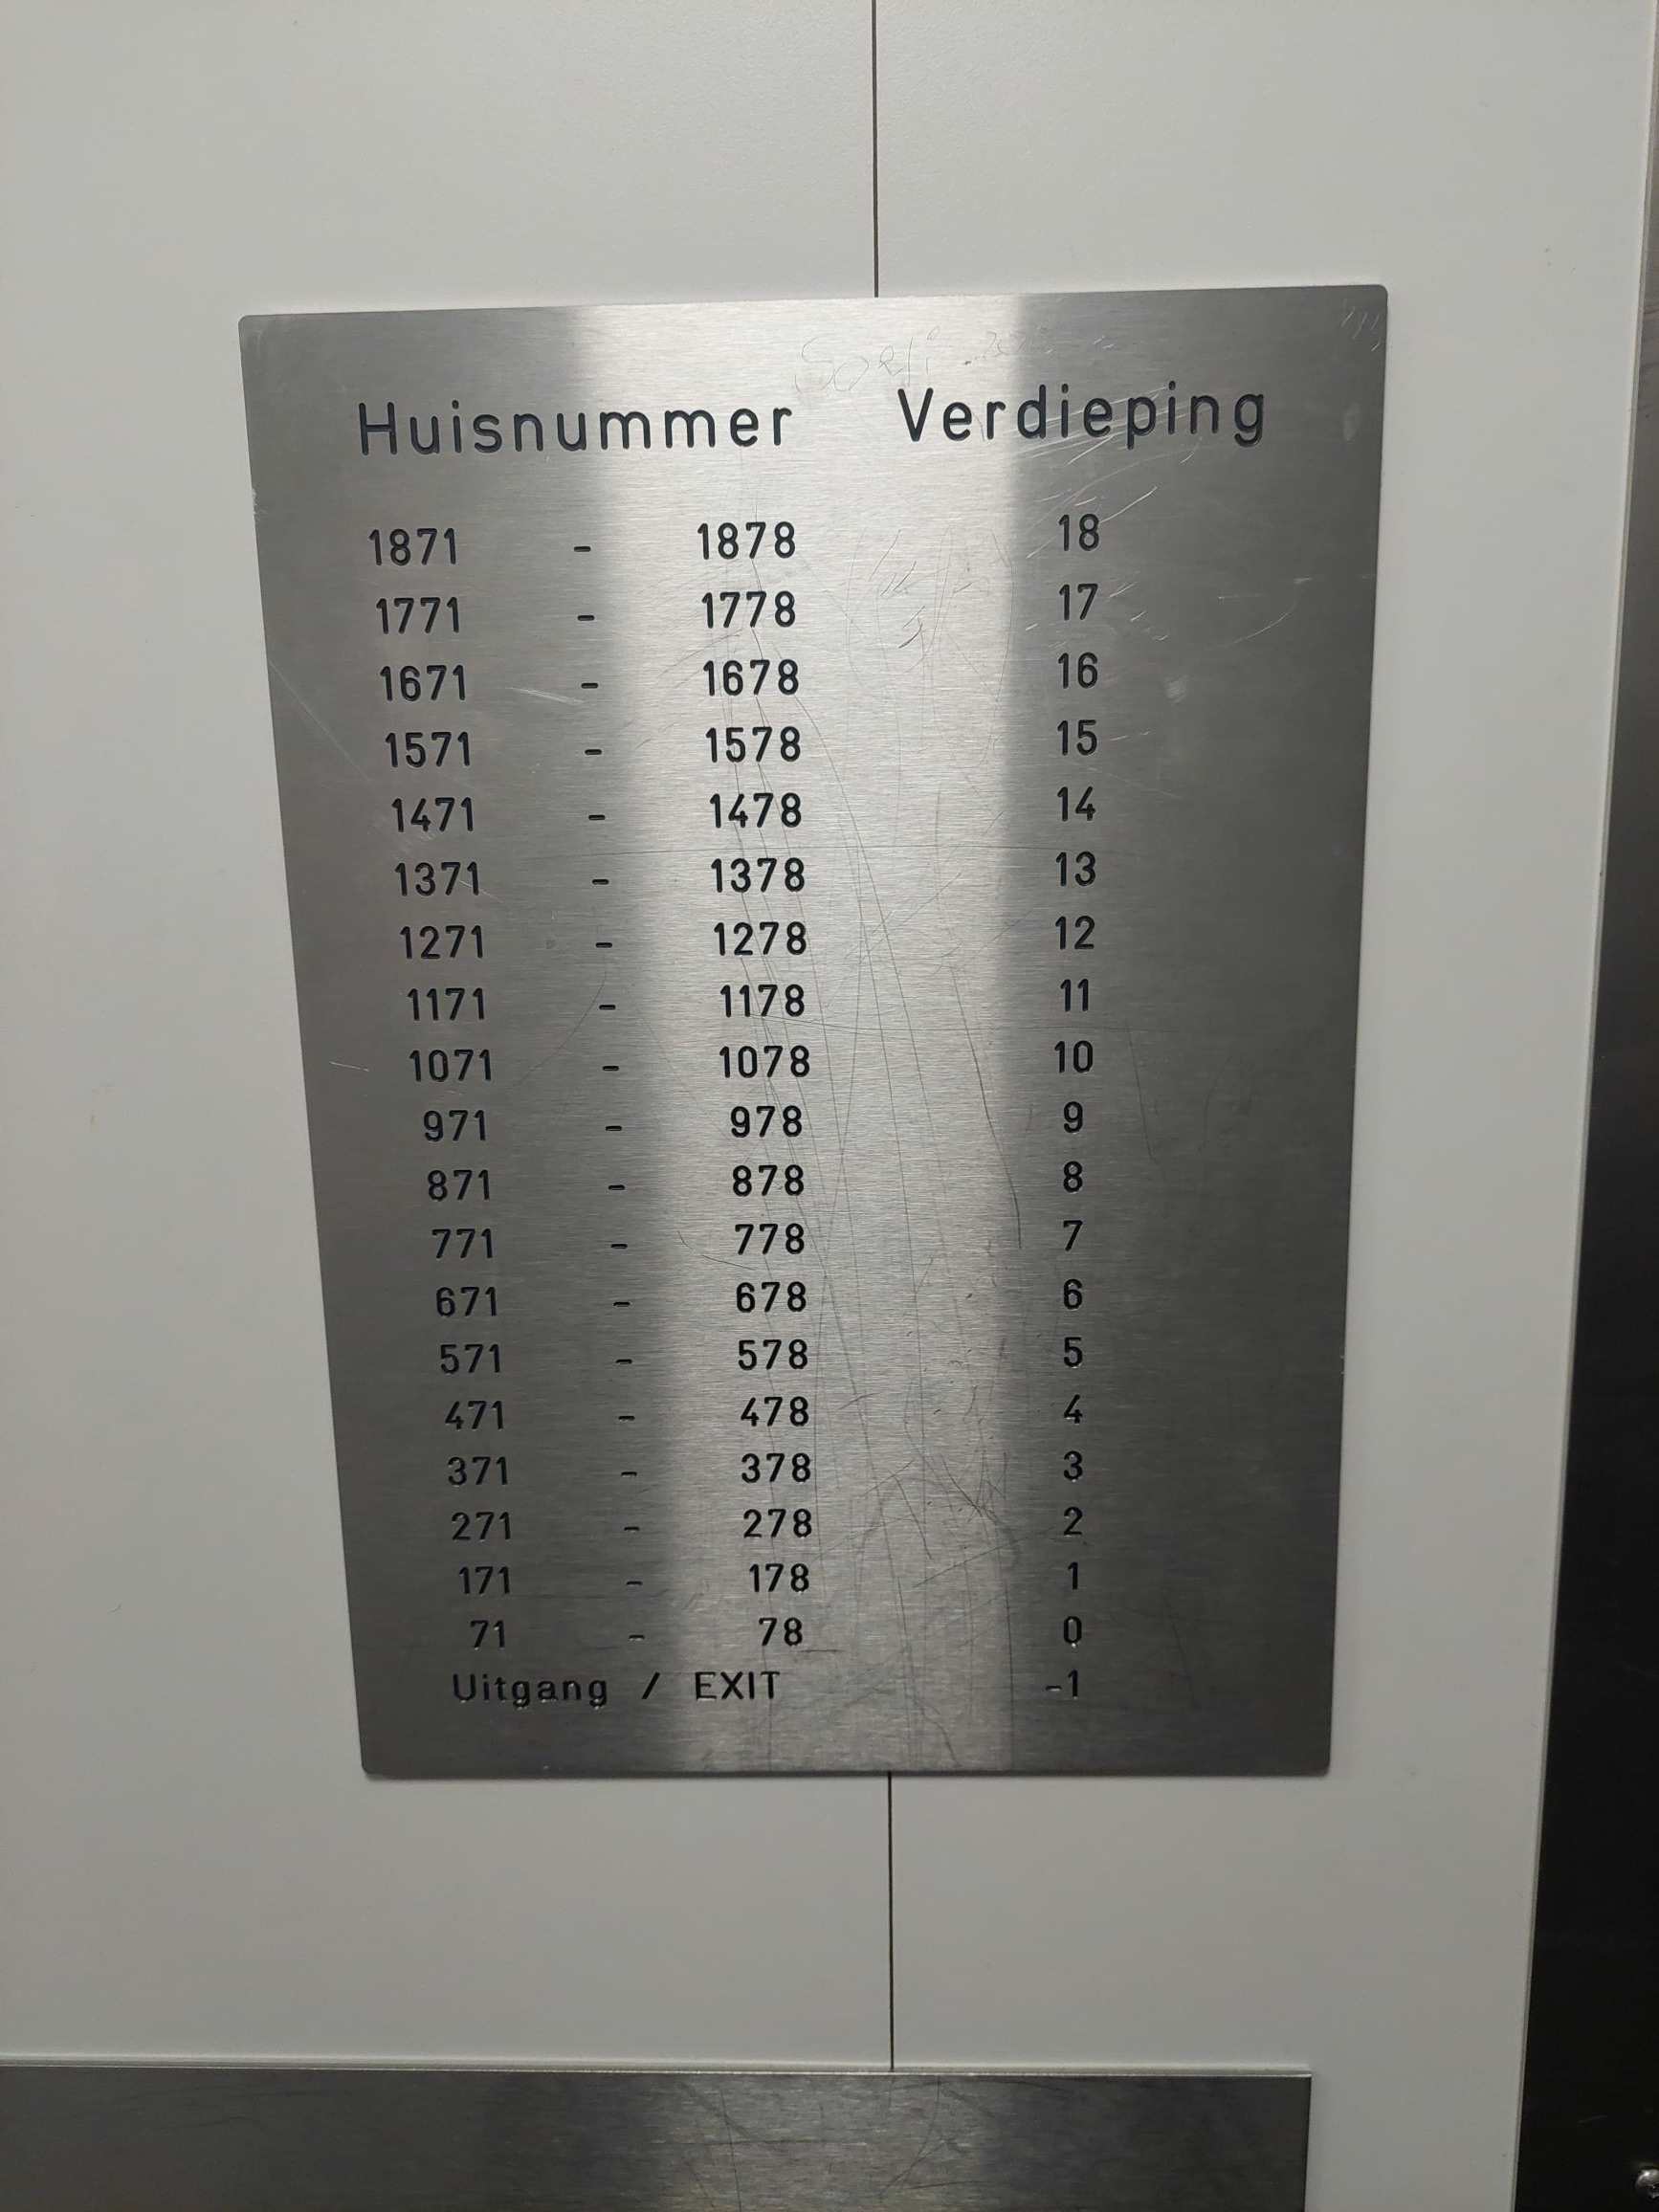 Huisnummer Verdieping
1871 - 1878 18
1771 - 1778 17
1671 - 1678 16
1571 - 1578 15
1471 - 1478 14
1371 - 1378 13
1271 - 1278 12
1171 - 1178 11
1071 - 1078 10
971 - 978 9
871 - 878 8
771 - 778 7
671 - 678 6
571 - 578 5
471 - 478 4
371 - 378 3
271 - 278 2
171 - 178 1
71 - 78 0
Uitgang / EXIT -1